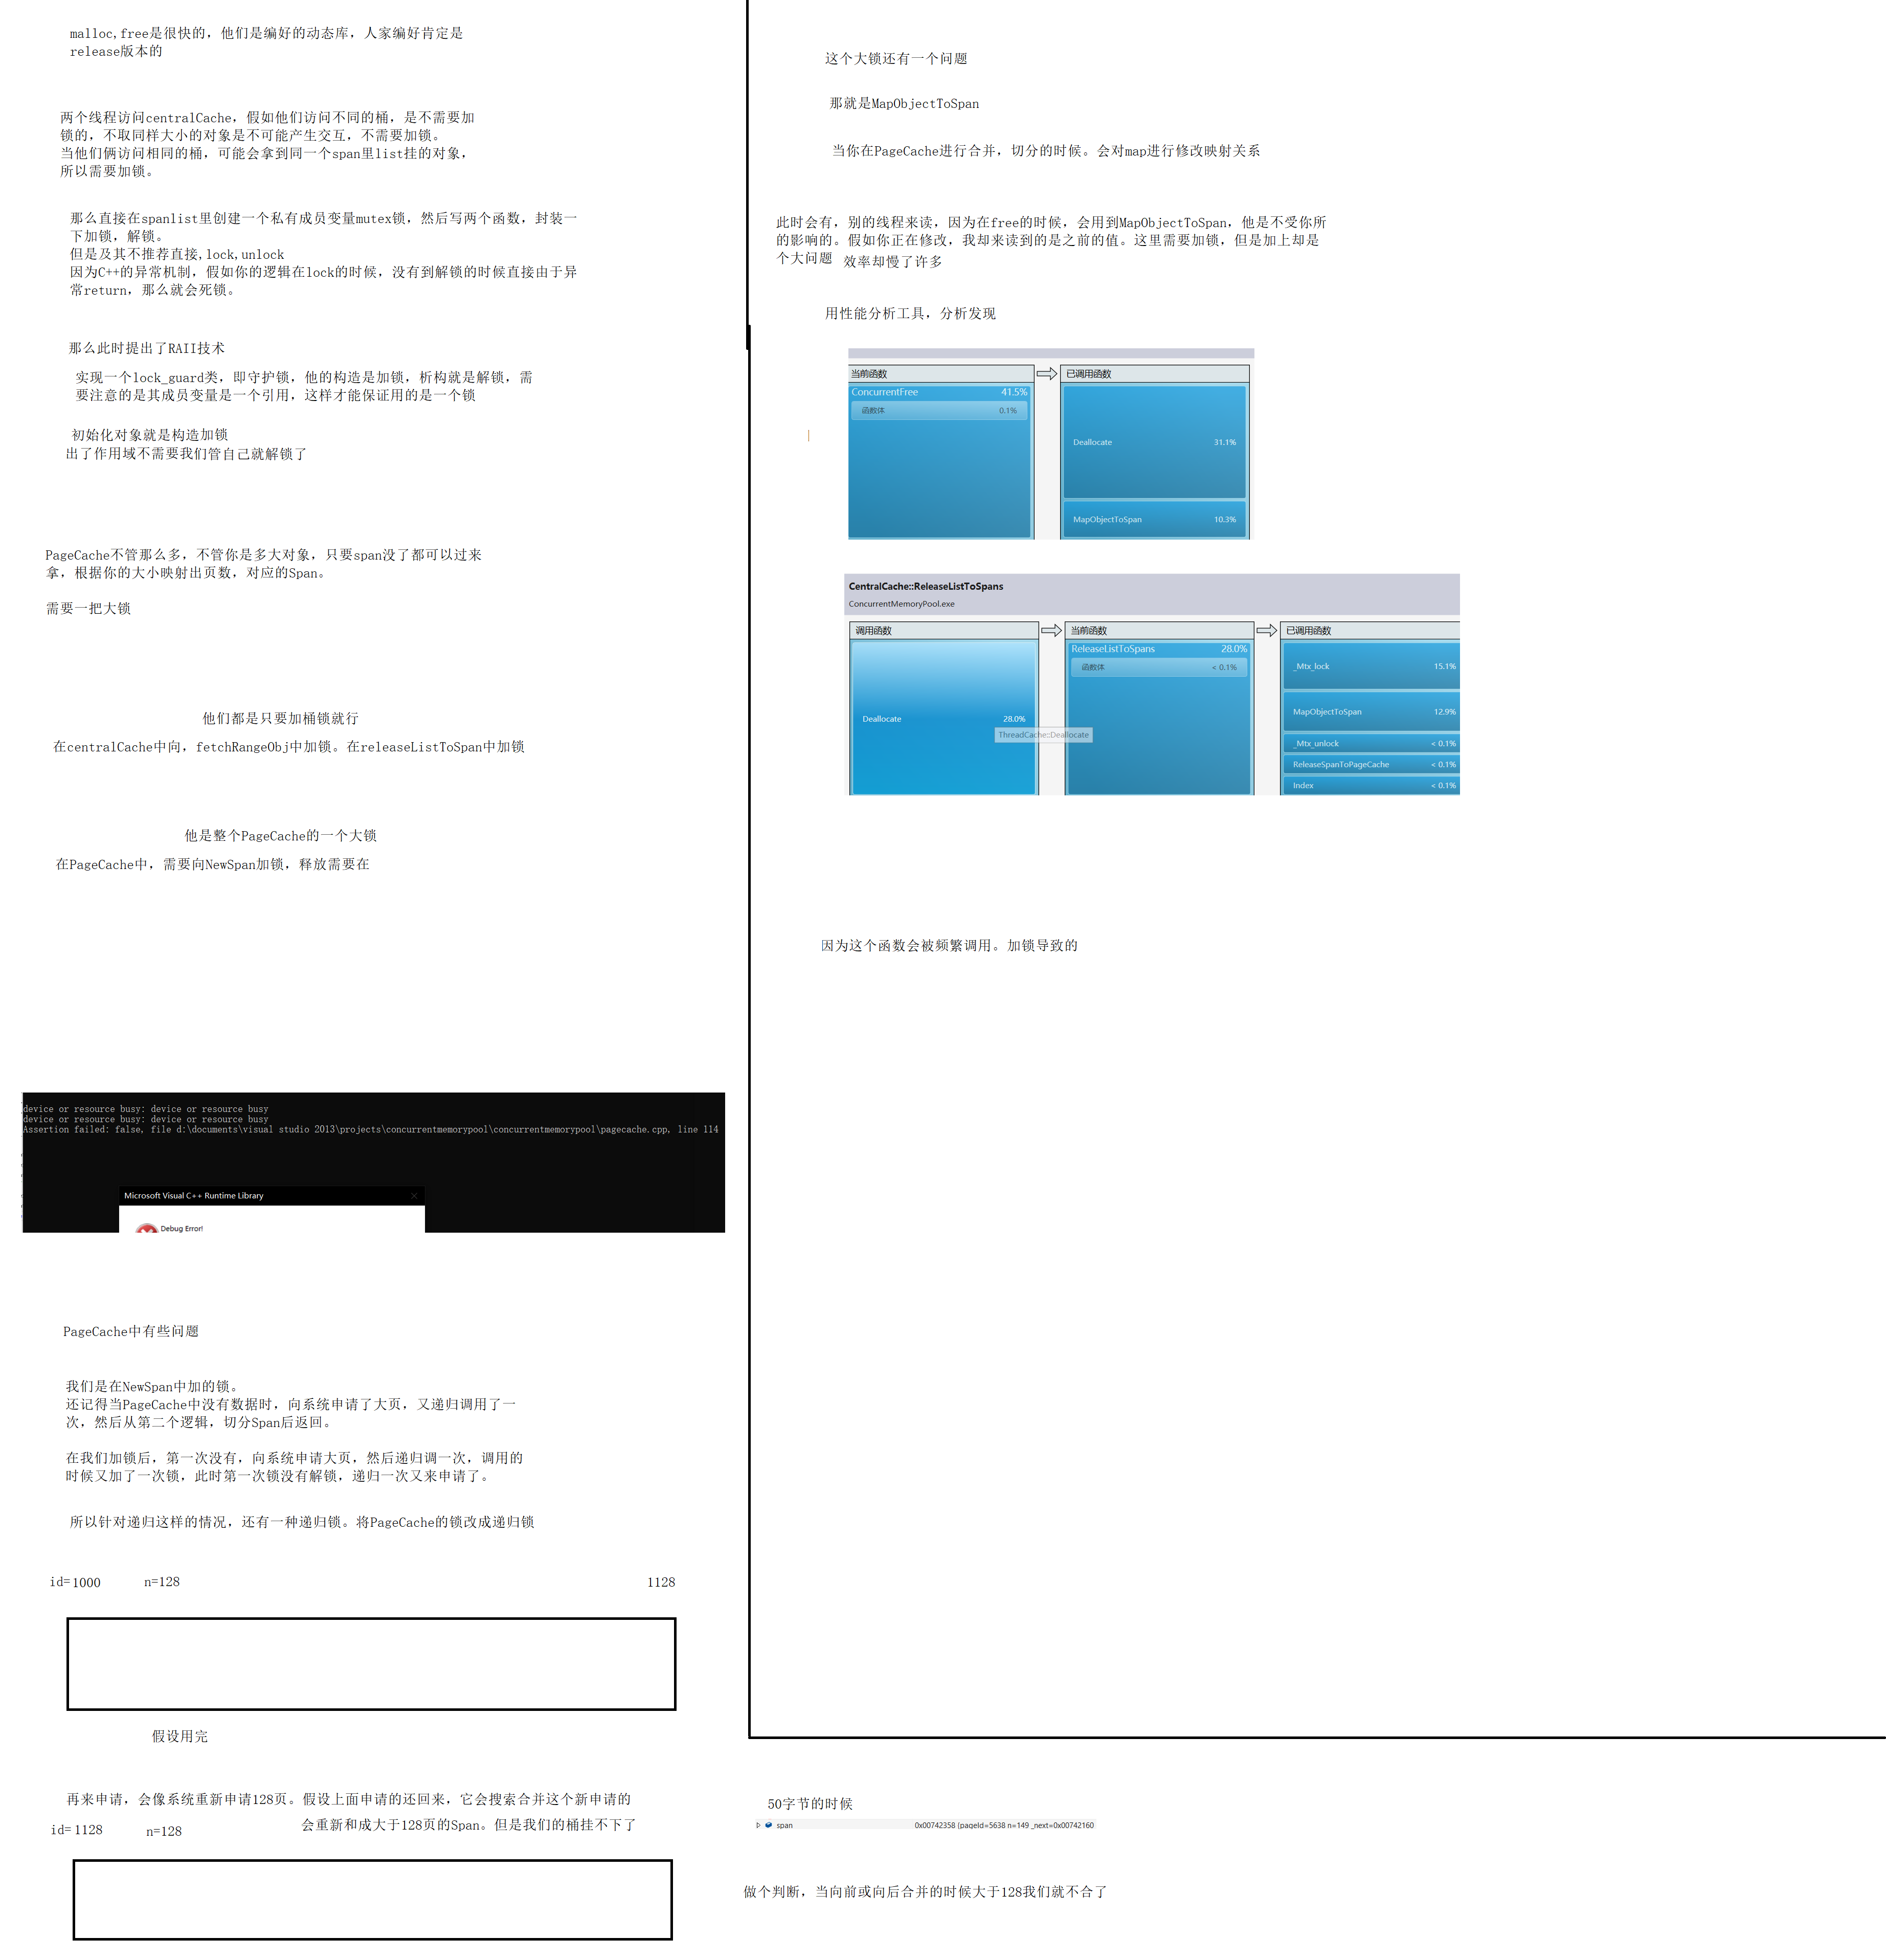 malloc,free是很快的，他们是编好的动态库，人家编好肯定是
release版本的
两个线程访问centralCache，假如他们访问不同的桶，是不需要加
锁的，不取同样大小的对象是不可能产生交互，不需要加锁。
当他们俩访问相同的桶，可能会拿到同一个span里list挂的对象，
所以需要加锁。
那么直接在spanlist里创建一个私有成员变量mutex锁，然后写两个函数，封装一
下加锁，解锁。
但是及其不推荐直接,lock,unlock
因为C++的异常机制，假如你的逻辑在lock的时候，没有到解锁的时候直接由于异
常return，那么就会死锁。
那么此时提出了RAII技术
实现一个lock_guard类，即守护锁，他的构造是加锁，析构就是解锁，需
要注意的是其成员变量是一个引用，这样才能保证用的是一个锁
初始化对象就是构造加锁
出了作用域不需要我们管自己就解锁了
PageCache不管那么多，不管你是多大对象，只要span没了都可以过来
拿，根据你的大小映射出页数，对应的Span。
需要一把大锁
他们都是只要加桶锁就行
在centralCache中向，fetchRangeObj中加锁。在releaseListToSpan中加锁
他是整个PageCache的一个大锁
在PageCache中，需要向NewSpan加锁，释放需要在
device or resource busy: device or resource busy
device or resource busy: device or resource busy
Assertion failed: false, file d:\documents\visual studio 2013\projects\concurrentmemorypool\concurrentmemorypool\pagecache.cpp, line 114
Microsoft Visual C++ Runtime Library
Debug Error!
PageCache中有些问题
我们是在NewSpan中加的锁。
还记得当PageCache中没有数据时，向系统申请了大页，又递归调用了一
次，然后从第二个逻辑，切分Span后返回。
在我们加锁后，第一次没有，向系统申请大页，然后递归调一次，调用的
时候又加了一次锁，此时第一次锁没有解锁，递归一次又来申请了。
所以针对递归这样的情况，还有一种递归锁。将PageCache的锁改成递归锁
id=1000 n=128 1128
假设用完
再来申请，会像系统重新申请128页。假设上面申请的还回来，它会搜索合并这个新申请的
会重新和成大于128页的Span。但是我们的桶挂不下了
id=1128 n=128
这个大锁还有一个问题
那就是MapObjectToSpan
当你在PageCache进行合并，切分的时候。会对map进行修改映射关系
此时会有，别的线程来读，因为在free的时候，会用到MapObjectToSpan，他是不受你所
的影响的。假如你正在修改，我却来读到的是之前的值。这里需要加锁，但是加上却是
个大问题 效率却慢了许多
用性能分析工具，分析发现
当前函数 已调用函数
ConcurrentFree 41.5%
函数体 0.1%
Deallocate 31.1%
MapObjectToSpan 10.3%
CentralCache::ReleaseListToSpans
ConcurrentMemoryPool.exe
调用函数 当前函数 已调用函数
ReleaseListToSpans 28.0%
函数体 < 0.1%
_Mtx_lock 15.1%
MapObjectToSpan 12.9%
Deallocate 28.0%
ThreadCache::Deallocate
_Mtx_unlock < 0.1%
ReleaseSpanToPageCache < 0.1%
Index < 0.1%
因为这个函数会被频繁调用。加锁导致的
50字节的时候
span 0x00742358 {pageId=5638 n=149 _next=0x00742160
做个判断，当向前或向后合并的时候大于128我们就不合了